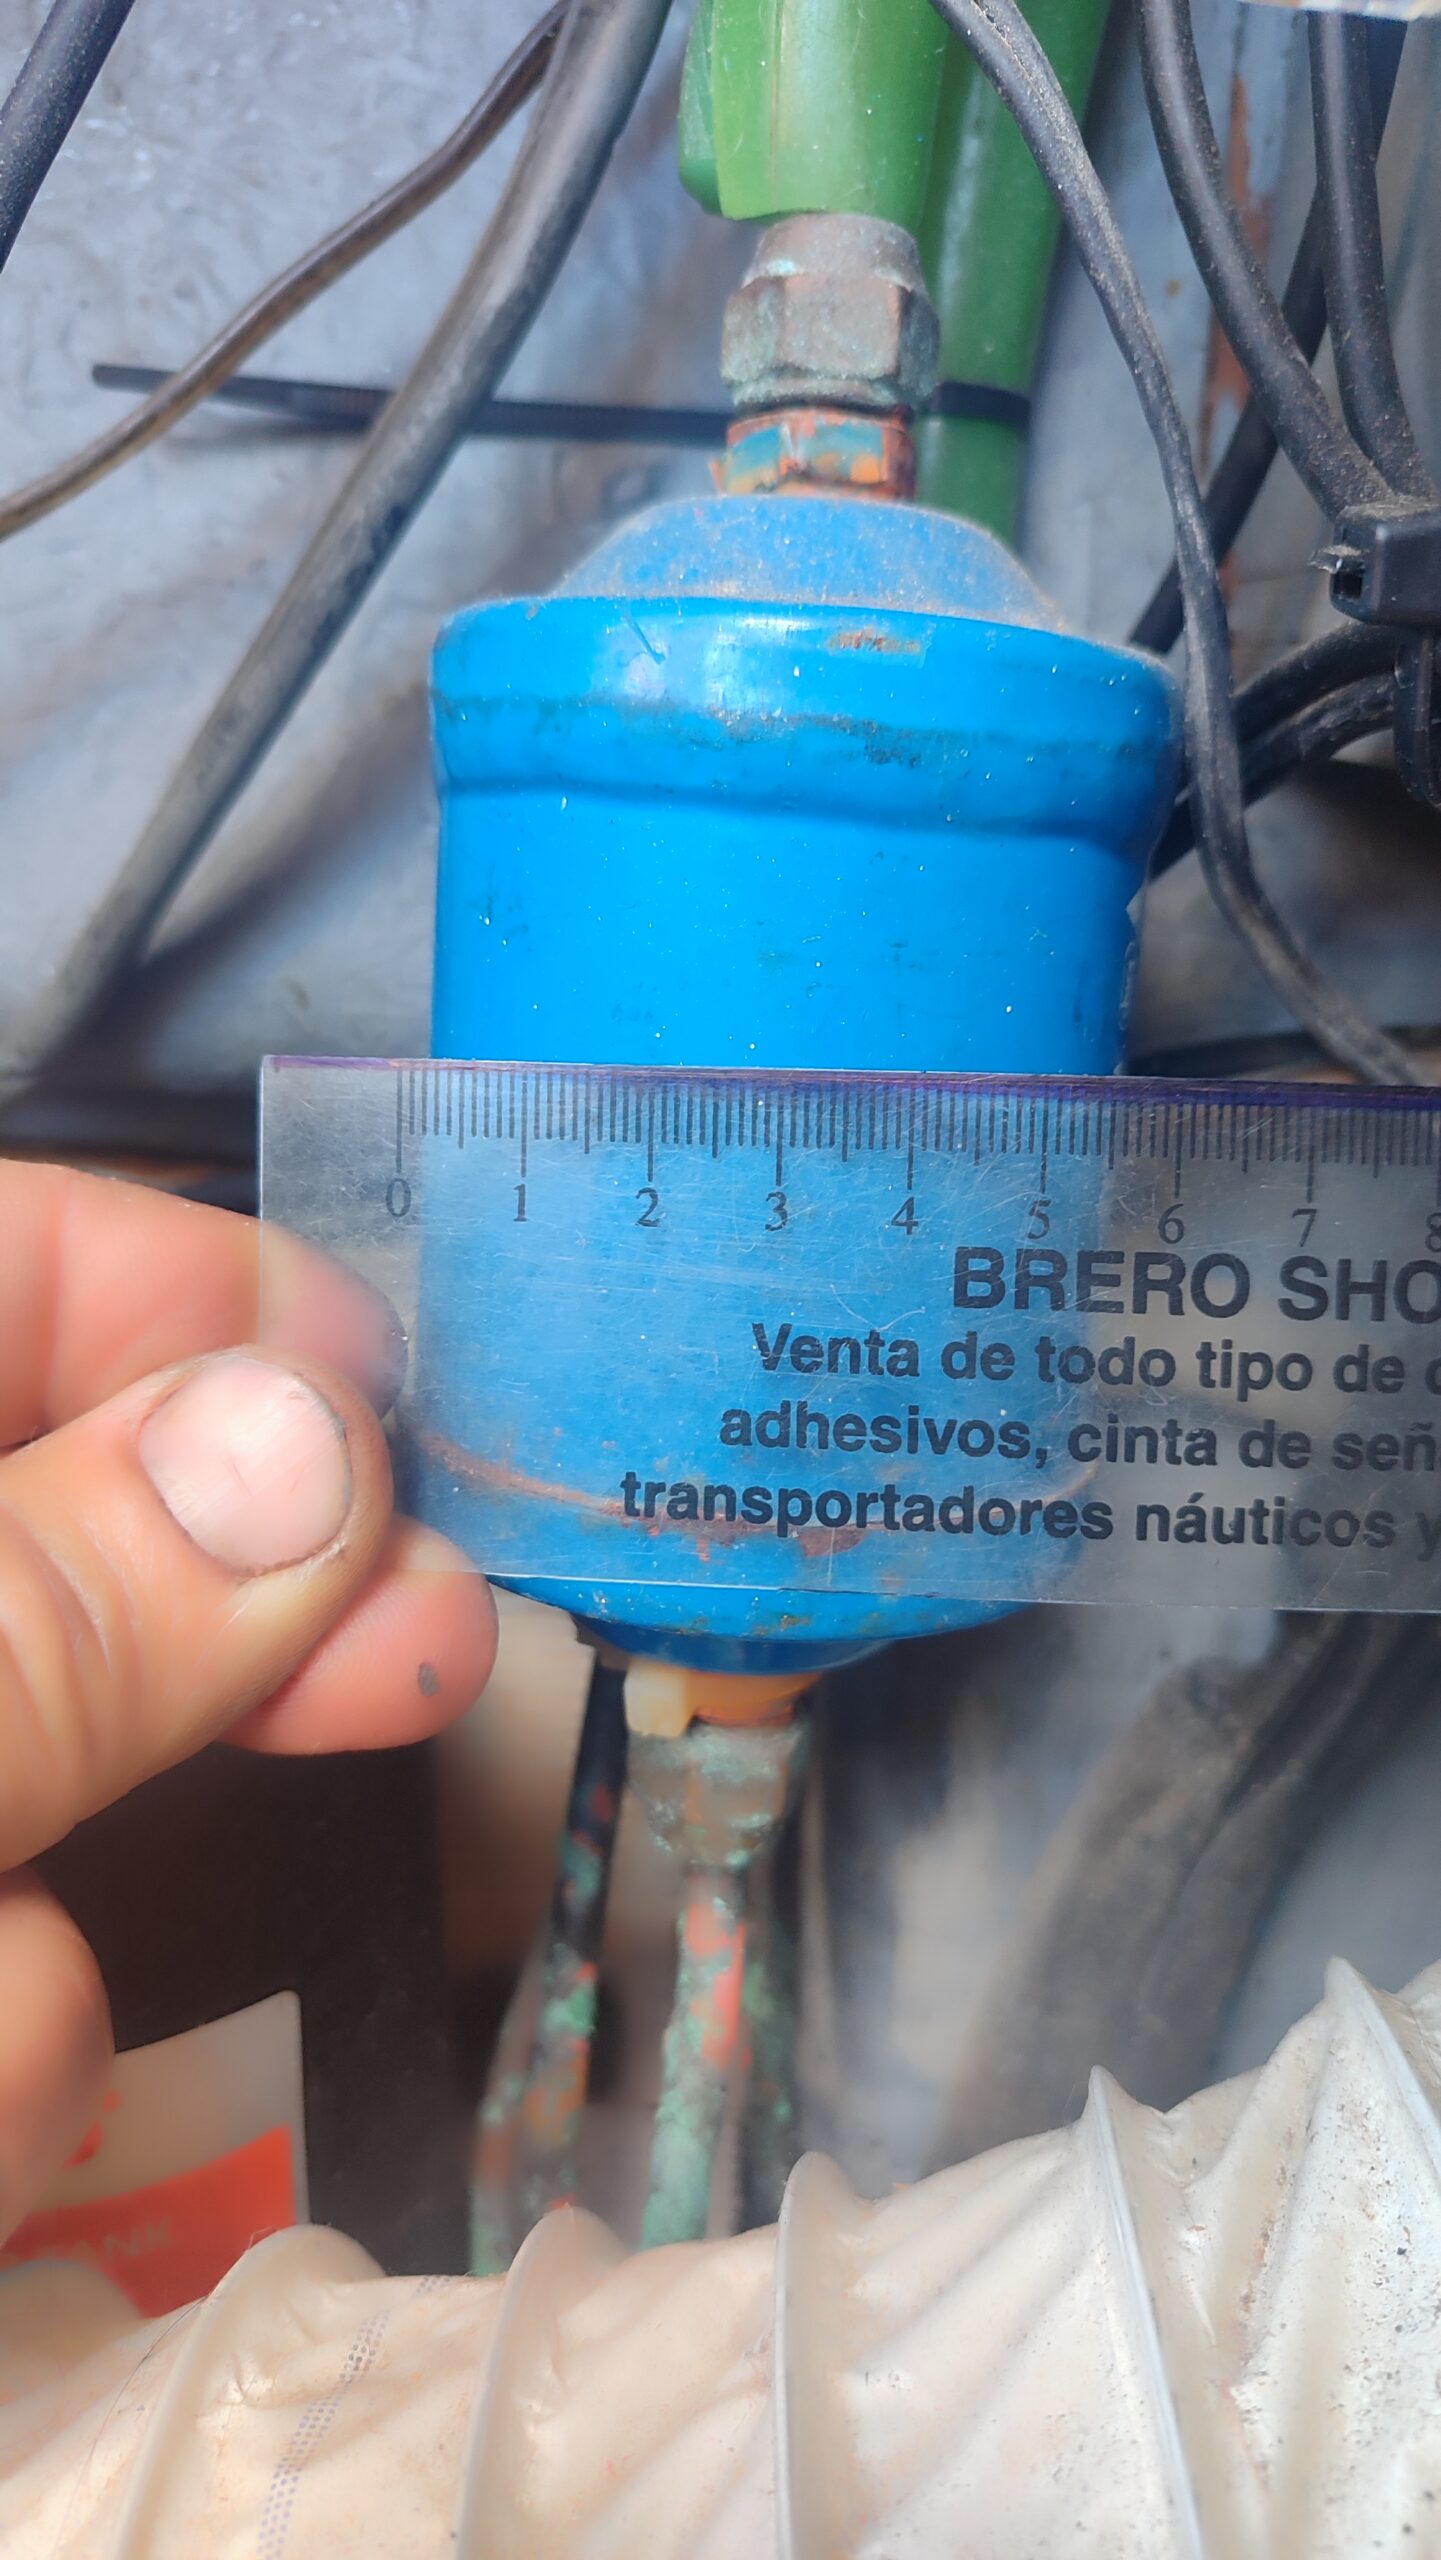 0 1 2 3 4 5 6 7 8
BRERO SHO
Venta de todo tipo de
adhesivos, cinta de señ
transportadores náuticos y
TANK